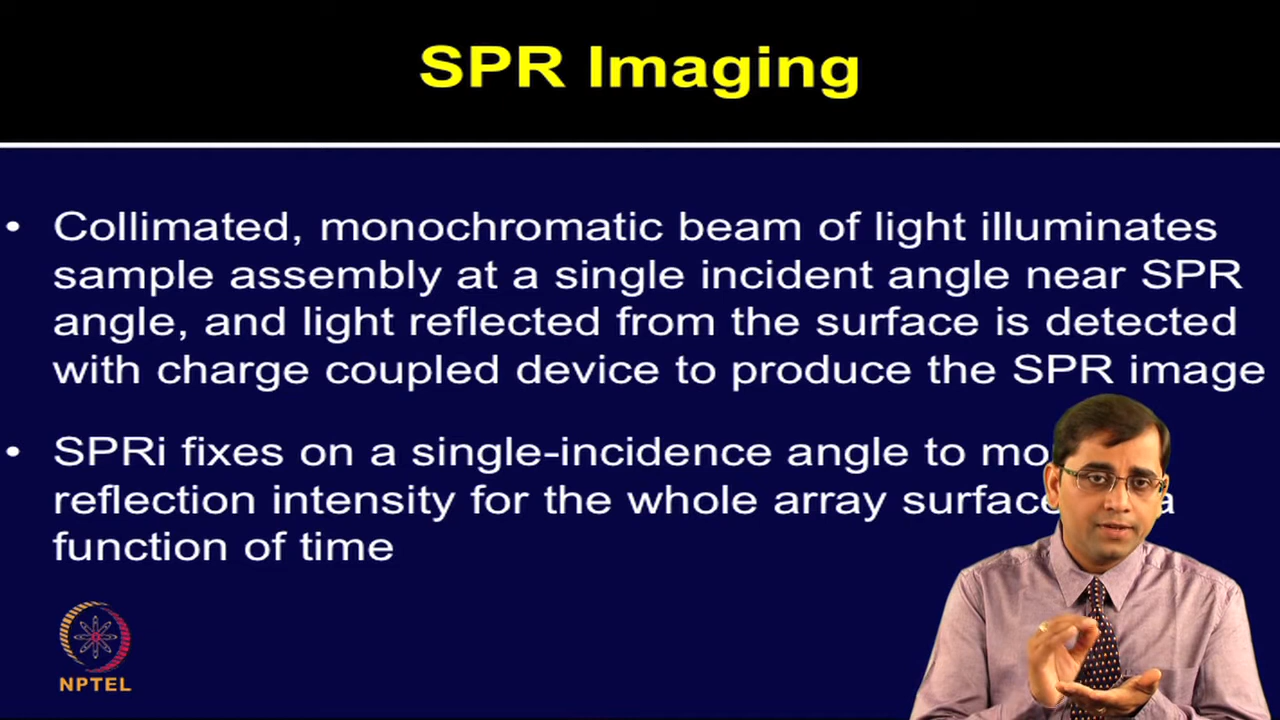 SPR Imaging
• Collimated, monochromatic beam of light illuminates
sample assembly at a single incident angle near SPR
angle, and light reflected from the surface is detected
with charge coupled device to produce the SPR image
• SPRi fixes on a single-incidence angle to
reflection intensity for the whole array surface a
function of time
NPTEL